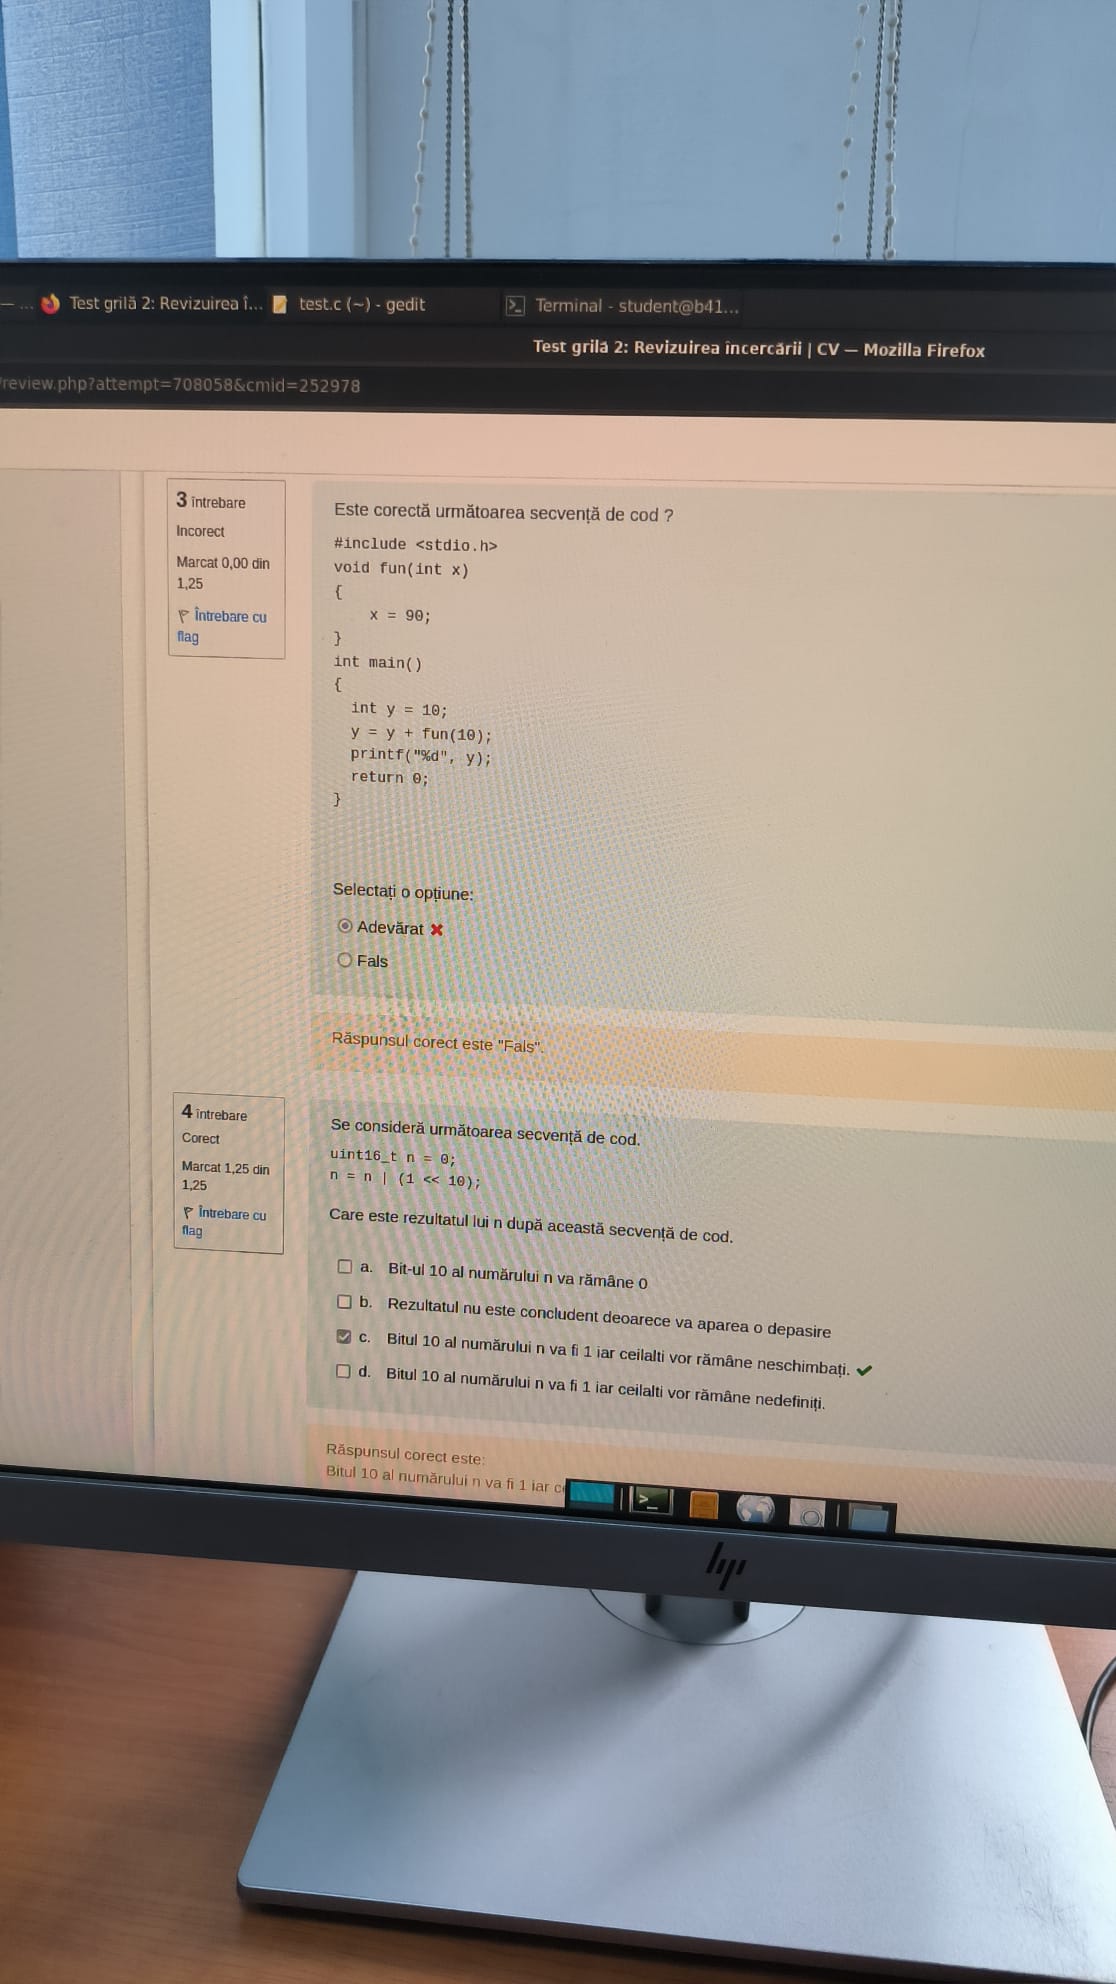 — ... Test grilă 2: Revizuirea î... test.c (~) - gedit Terminal - student@b41...
Test grilă 2: Revizuirea încercării | CV — Mozilla Firefox
/review.php?attempt=708058&cmid=252978
3 întrebare
Incorect
Marcat 0,00 din
1,25
Întrebare cu
flag
Este corectă următoarea secvență de cod ?
#include <stdio.h>
void fun(int x)
{
x = 90;
}
int main()
{
int y = 10;
y = y + fun(10);
printf("%d", y);
return 0;
}
Selectați o opțiune:
Adevărat
Fals
Răspunsul corect este "Fals".
4 întrebare
Corect
Marcat 1,25 din
1,25
Întrebare cu
flag
Se consideră următoarea secvență de cod.
uint16_t n = 0;
n = n | (1 << 10);
Care este rezultatul lui n după această secvență de cod.
a. Bit-ul 10 al numărului n va rămâne 0
b. Rezultatul nu este concludent deoarece va aparea o depasire
c. Bitul 10 al numărului n va fi 1 iar ceilalti vor rămâne neschimbați.
d. Bitul 10 al numărului n va fi 1 iar ceilalti vor rămâne nedefiniți.
Răspunsul corect este:
Bitul 10 al numărului n va fi 1 iar
hp